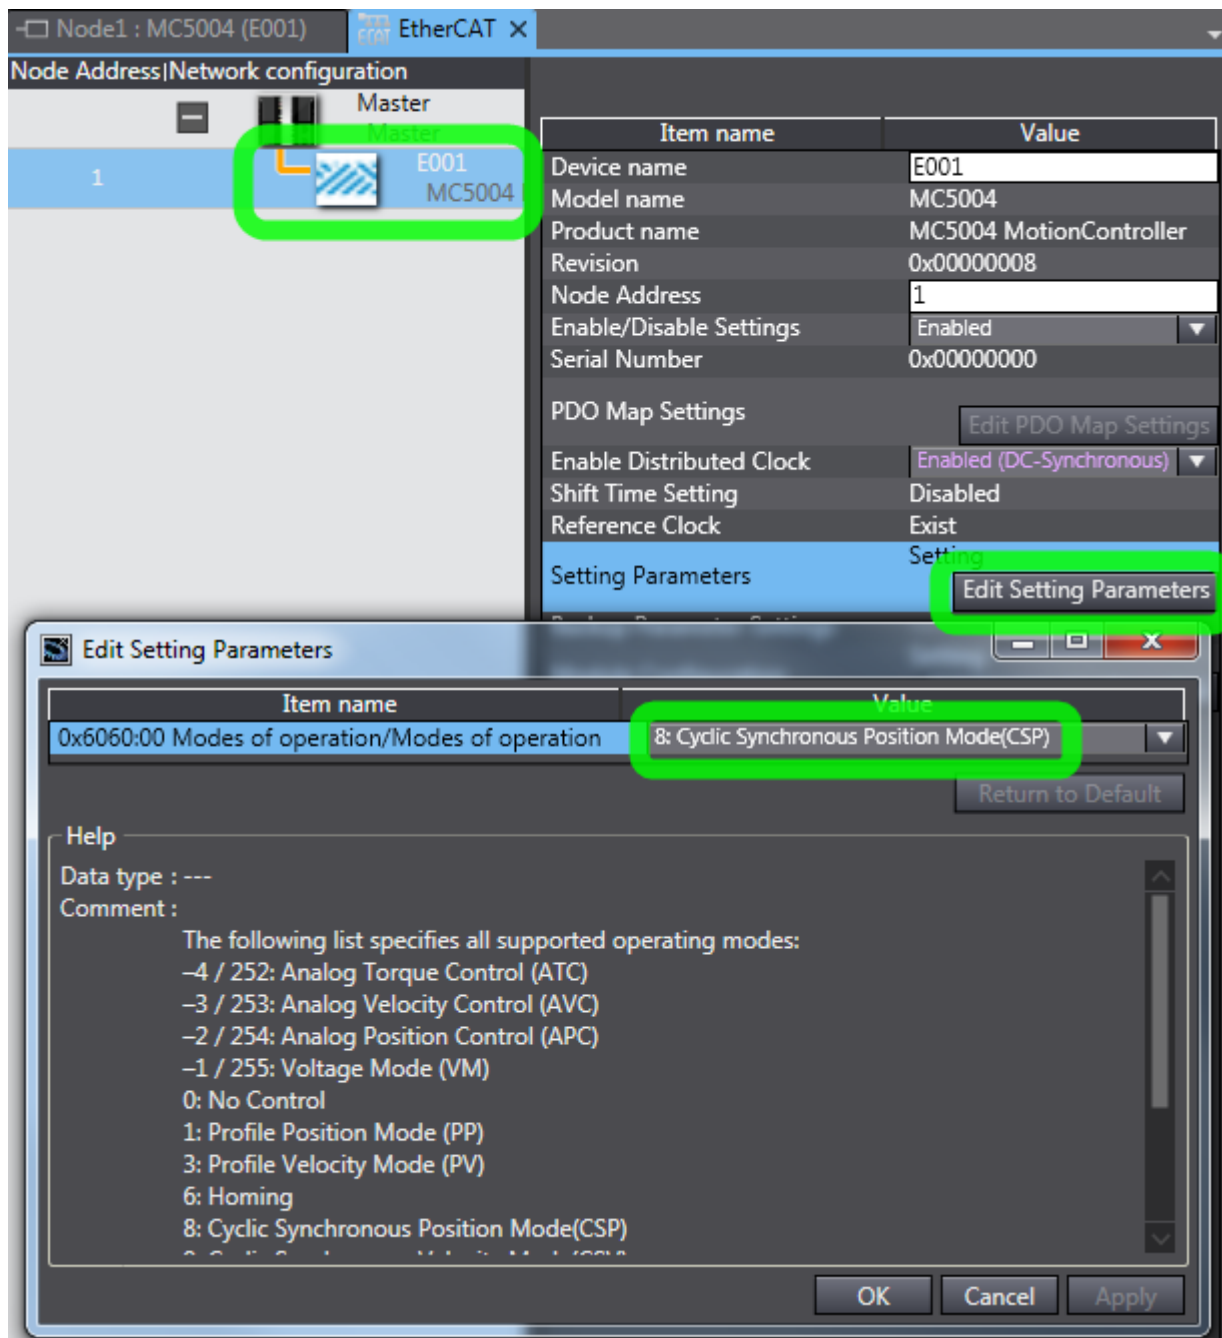 Node1 : MC5004 (E001)
EtherCAT
Node Address|Network configuration
Master
Master
1
E001
MC5004
Item name Value
Device name E001
Model name MC5004
Product name MC5004 MotionController
Revision 0x00000008
Node Address 1
Enable/Disable Settings Enabled
Serial Number 0x00000000
PDO Map Settings Edit PDO Map Settings
Enable Distributed Clock Enabled (DC-Synchronous)
Shift Time Setting Disabled
Reference Clock Exist
Setting
Setting Parameters Edit Setting Parameters
Edit Setting Parameters
Item name Value
0x6060:00 Modes of operation/Modes of operation 8: Cyclic Synchronous Position Mode(CSP)
Return to Default
Help
Data type : ---
Comment :
The following list specifies all supported operating modes:
–4 / 252: Analog Torque Control (ATC)
–3 / 253: Analog Velocity Control (AVC)
–2 / 254: Analog Position Control (APC)
–1 / 255: Voltage Mode (VM)
0: No Control
1: Profile Position Mode (PP)
3: Profile Velocity Mode (PV)
6: Homing
8: Cyclic Synchronous Position Mode(CSP)
OK Cancel Apply